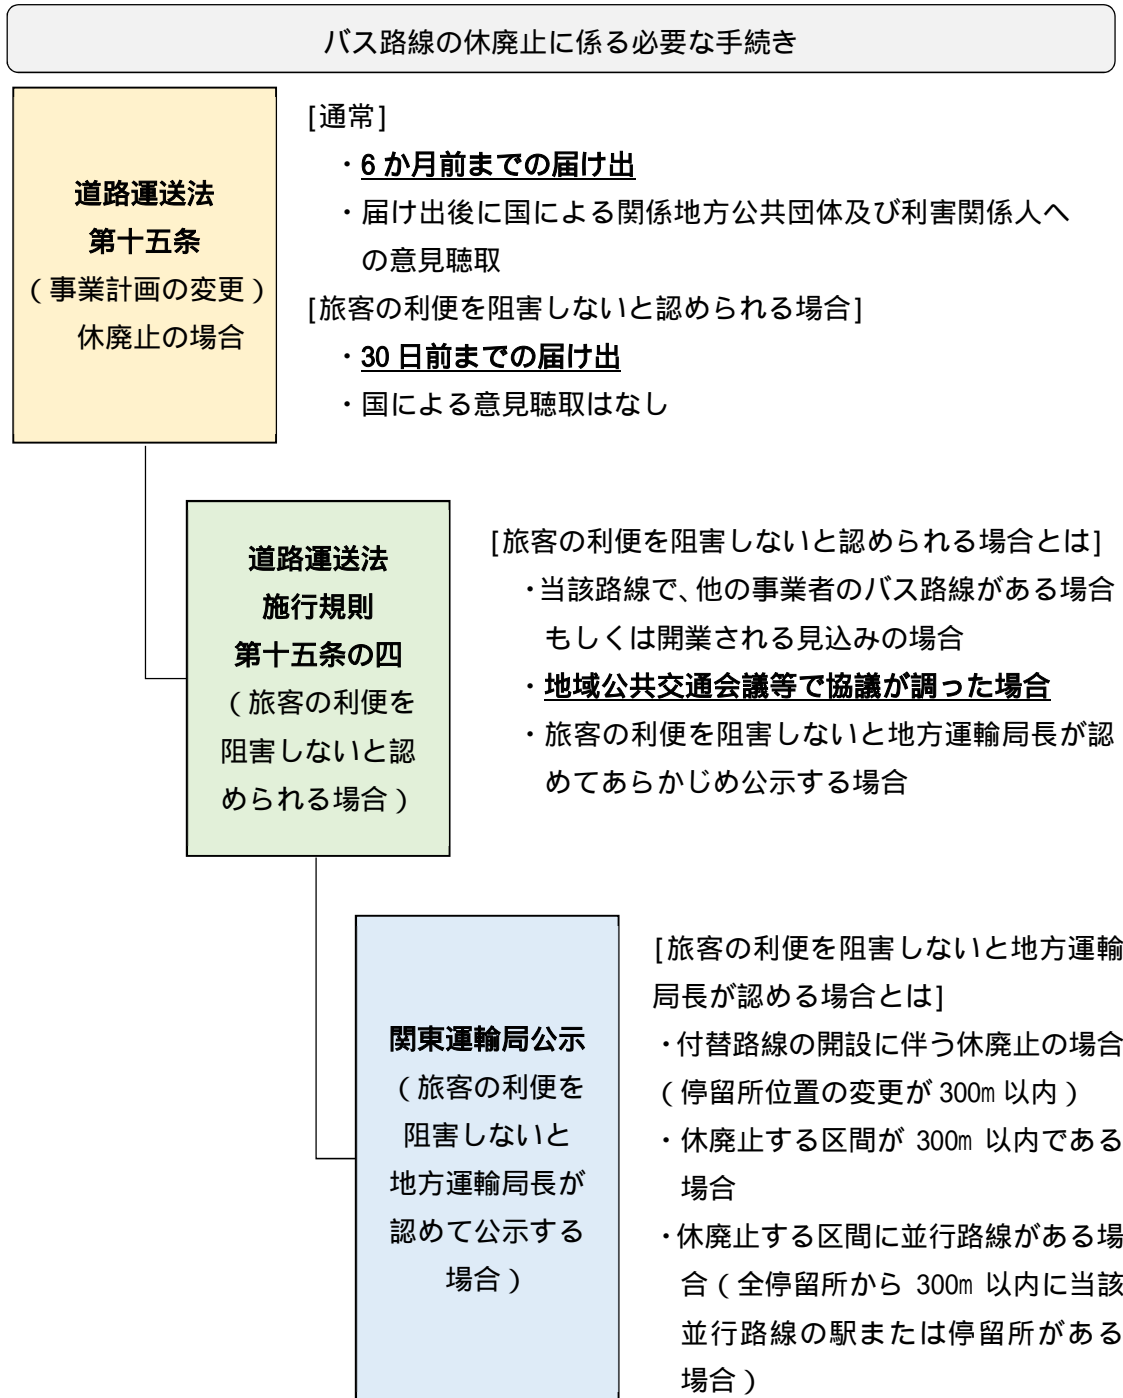 バス路線の休廃止に係る必要な手続き
道路運送法
第十五条
（事業計画の変更）
休廃止の場合
[通常]
・6か月前までの届け出
・届け出後に国による関係地方公共団体及び利害関係人へ
の意見聴取
[旅客の利便を阻害しないと認められる場合]
・30日前までの届け出
・国による意見聴取はなし
道路運送法
施行規則
第十五条の四
（旅客の利便を
阻害しないと認
められる場合）
[旅客の利便を阻害しないと認められる場合とは]
・当該路線で、他の事業者のバス路線がある場合
もしくは開業される見込みの場合
・地域公共交通会議等で協議が調った場合
・旅客の利便を阻害しないと地方運輸局長が認
めてあらかじめ公示する場合
関東運輸局公示
（旅客の利便を
阻害しないと
地方運輸局長が
認めて公示する
場合）
[旅客の利便を阻害しないと地方運輸
局長が認める場合とは]
・付替路線の開設に伴う休廃止の場合
（停留所位置の変更が300㎡以内）
・休廃止する区間が 300m 以内である
場合
・休廃止する区間に並行路線がある場
合（全停留所から 300m 以内に当該
並行路線の駅または停留所がある
場合）